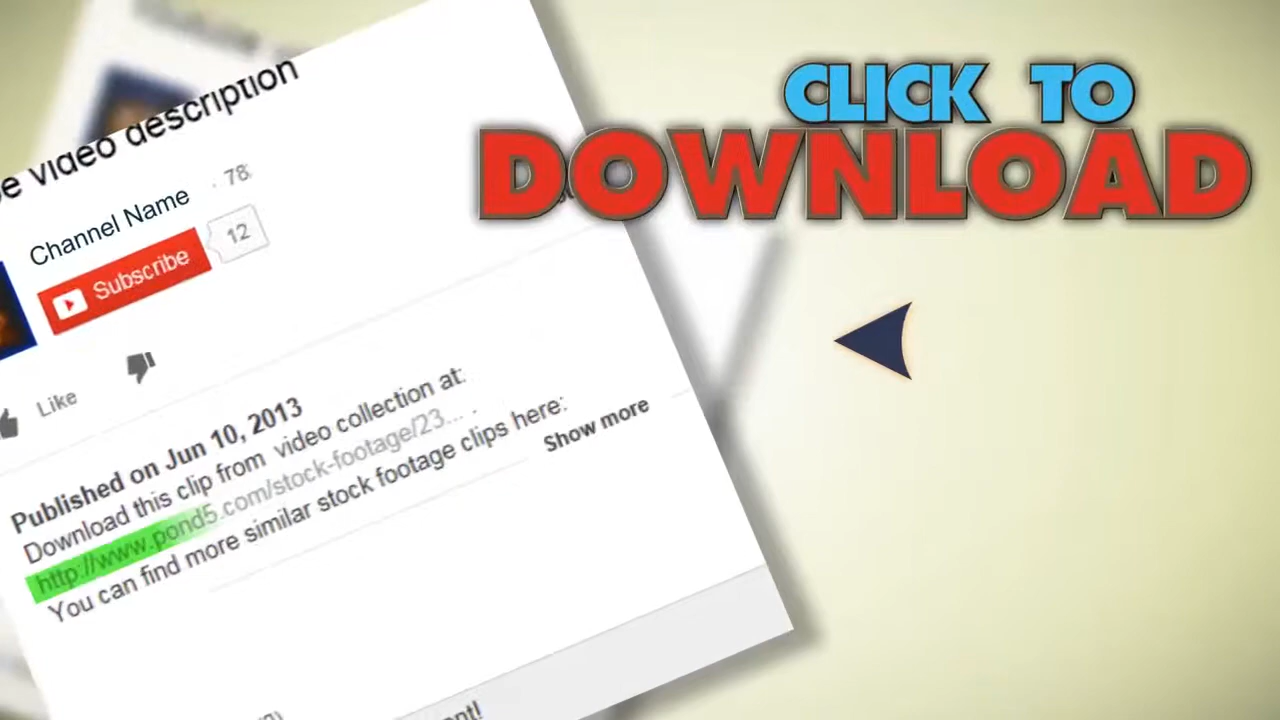 CLICK TO
DOWNLOAD
e video description
Channel Name
78
Subscribe
12
Like
Published on Jun 10, 2013
Download this clip from video collection at:
http://www.pond5.com/stock-footage/23...
You can find more similar stock footage clips here:
Show more